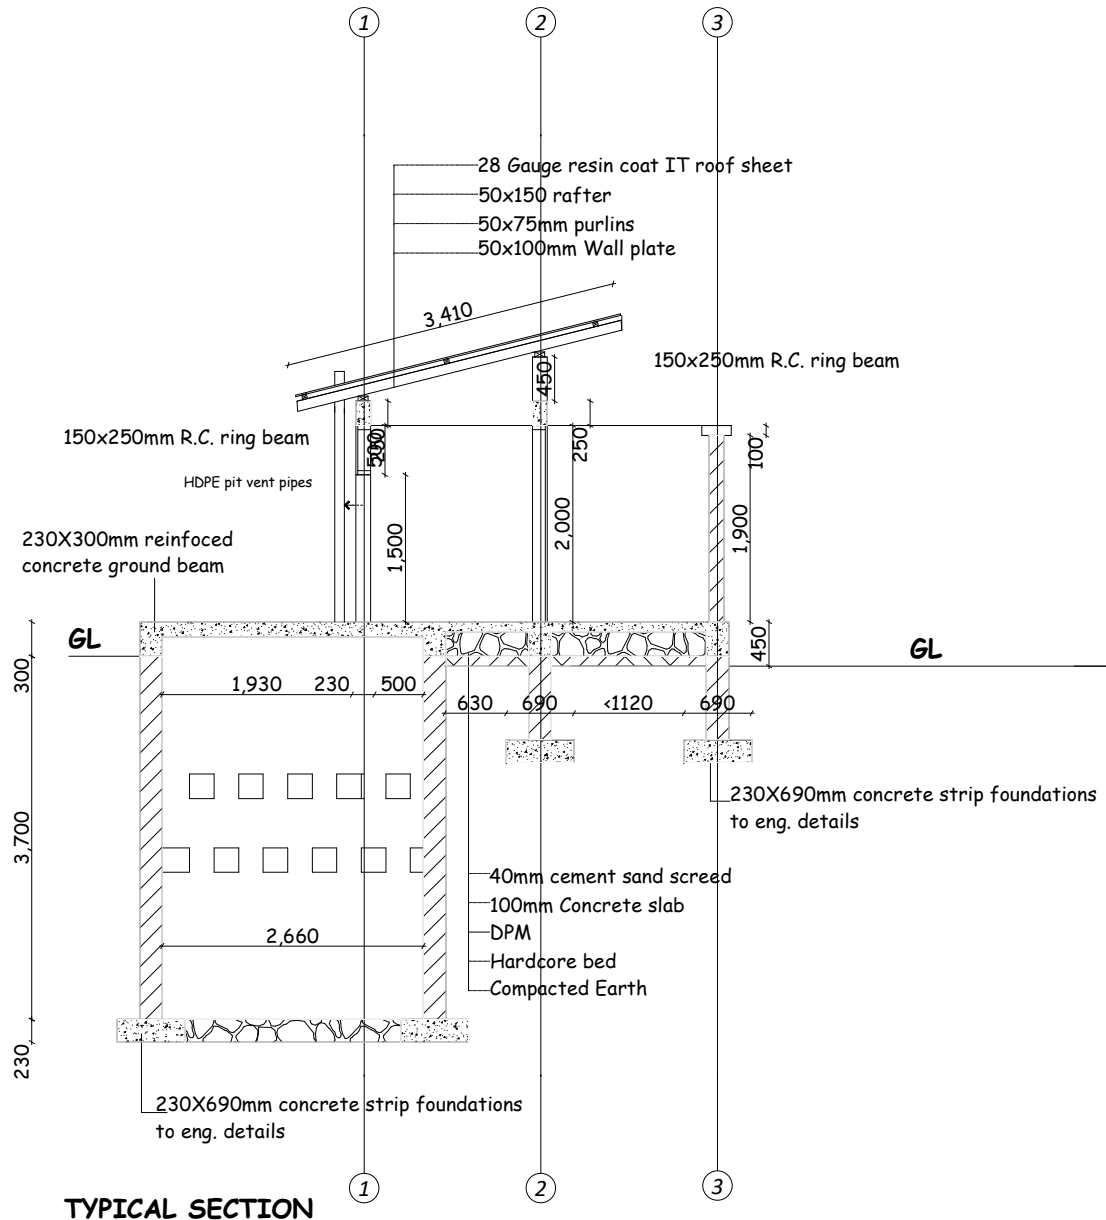 1 2 3
28 Gauge resin coat IT roof sheet
50x150 rafter
50x75mm purlins
50x100mm Wall plate
3,410
450
150x250mm R.C. ring beam
150x250mm R.C. ring beam
500
250
250
100
HDPE pit vent pipes
1,500
2,000
1,900
230X300mm reinfoced
concrete ground beam
GL
GL
450
300
1,930 230 500
630 690 <1120 690
230X690mm concrete strip foundations
to eng. details
3,700
40mm cement sand screed
100mm Concrete slab
DPM
Hardcore bed
Compacted Earth
2,660
230
230X690mm concrete strip foundations
to eng. details
1 2 3
TYPICAL SECTION